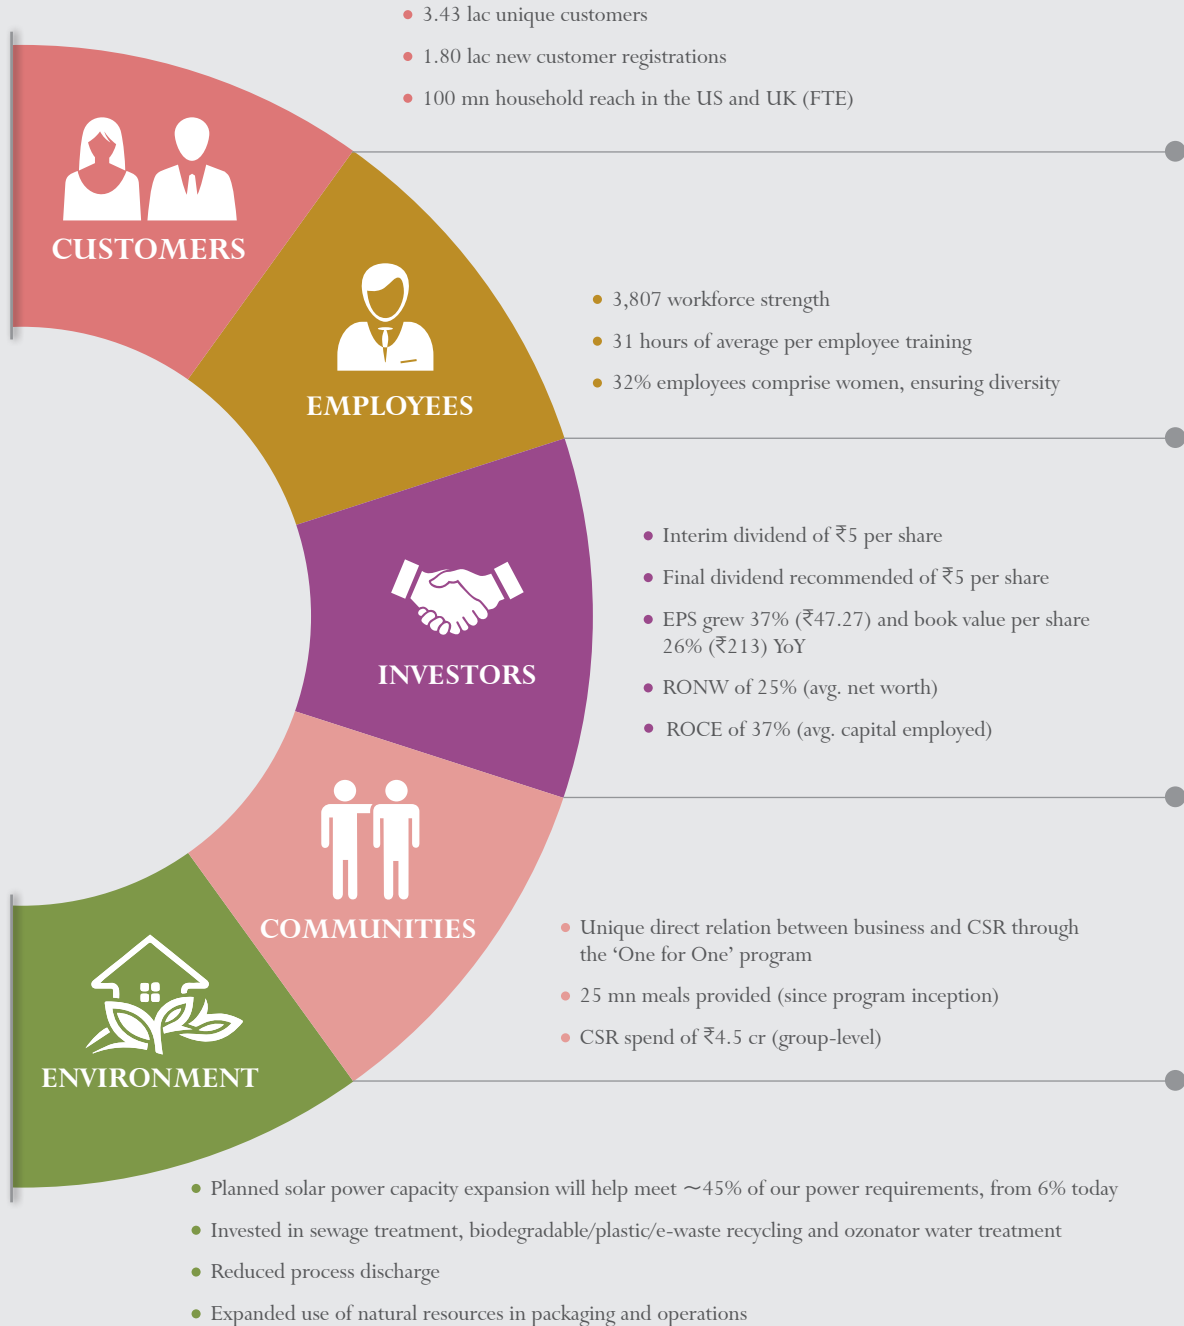 3.43 lac unique customers
1.80 lac new customer registrations
100 mn household reach in the US and UK (FTE)
CUSTOMERS
3,807 workforce strength
31 hours of average per employee training
32% employees comprise women, ensuring diversity
EMPLOYEES
Interim dividend of ₹5 per share
Final dividend recommended of ₹5 per share
EPS grew 37% (₹47.27) and book value per share
26% (₹213) YoY
RONW of 25% (avg. net worth)
ROCE of 37% (avg. capital employed)
INVESTORS
COMMUNITIES
Unique direct relation between business and CSR through
the ‘One for One’ program
25 mn meals provided (since program inception)
CSR spend of ₹4.5 cr (group-level)
ENVIRONMENT
Planned solar power capacity expansion will help meet ~45% of our power requirements, from 6% today
Invested in sewage treatment, biodegradable/plastic/e-waste recycling and ozonator water treatment
Reduced process discharge
Expanded use of natural resources in packaging and operations